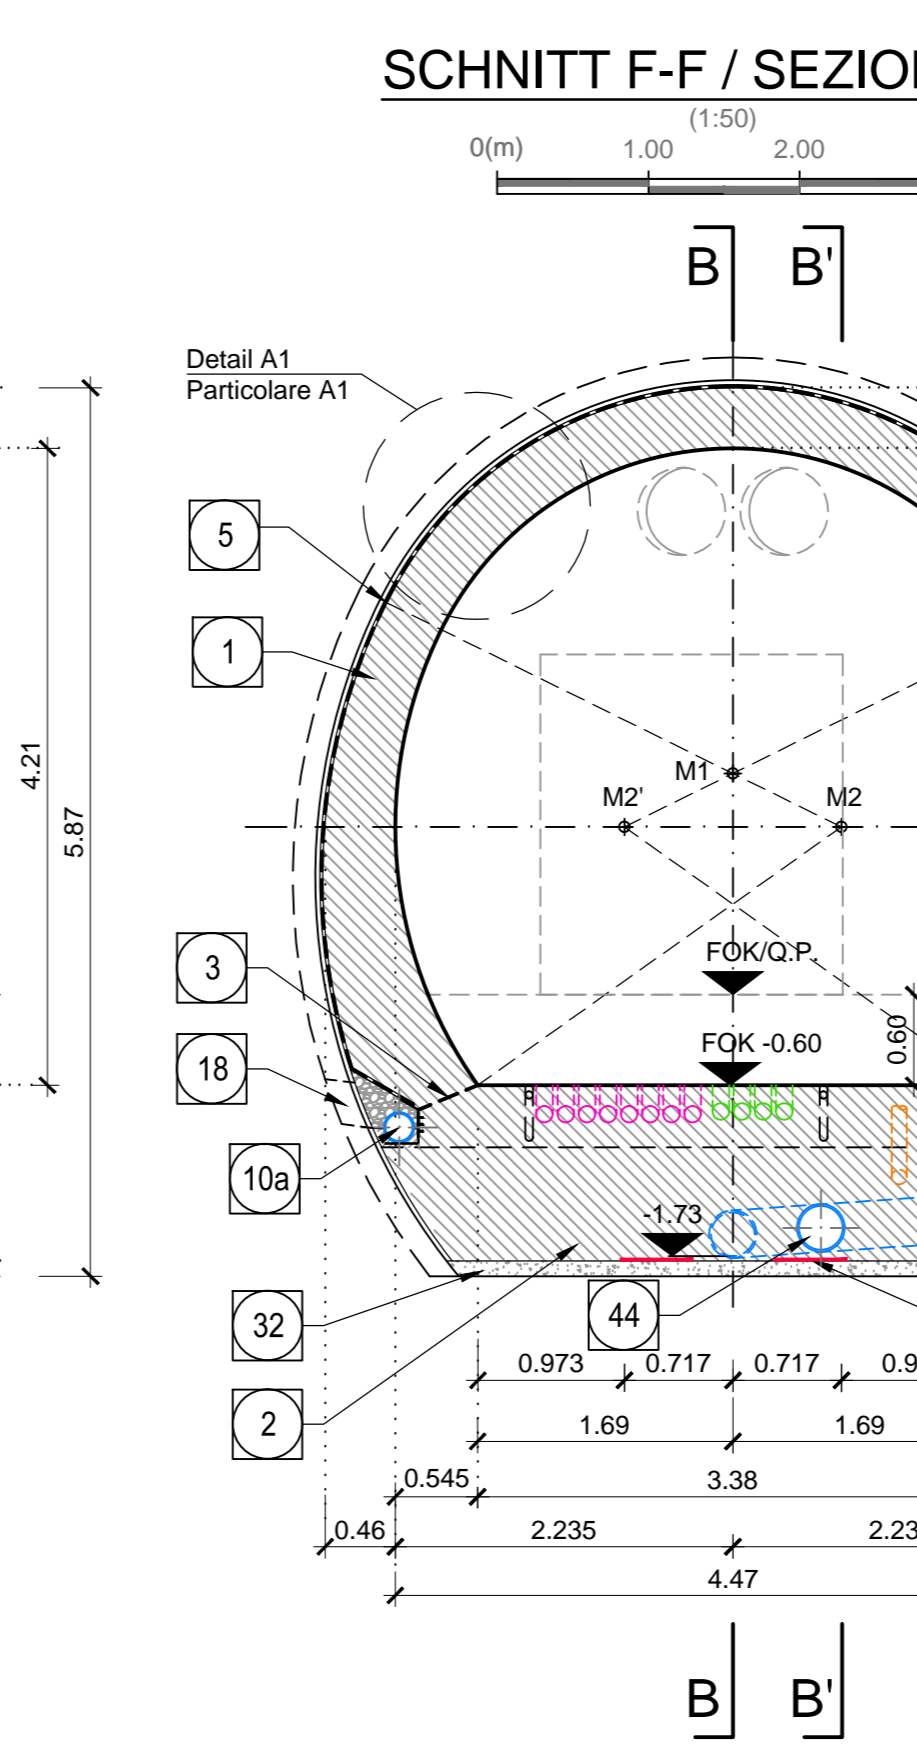 SCHNITT F-F / SEZIO
(1:50)
0(m) 1.00 2.00
B B'
Detail A1
Particolare A1
5
1
4.21
5.87
M1
M2' M2
3
FOK/Q.P.
18
FOK -0.60
0.60
10a
-1.73
32
44
2
0.973 0.717 0.717 0.9
1.69 1.69
0.545 3.38
0.46 2.235 2.23
4.47
B B'